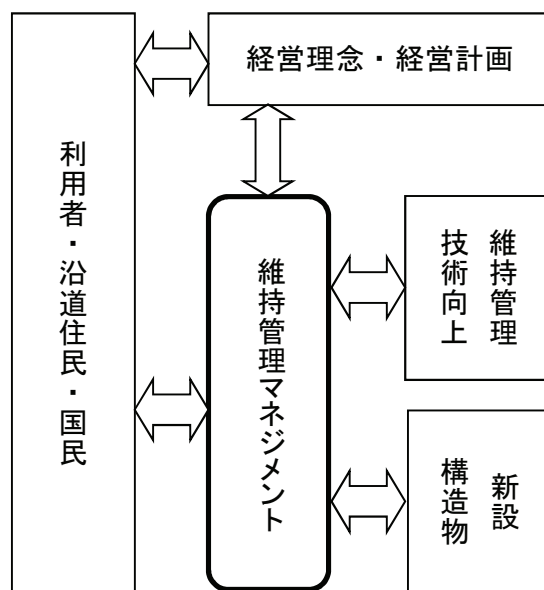 経営理念・経営計画
利用者・沿道住民・国民
維持管理マネジメント
維持管理
技術向上
新設
構造物